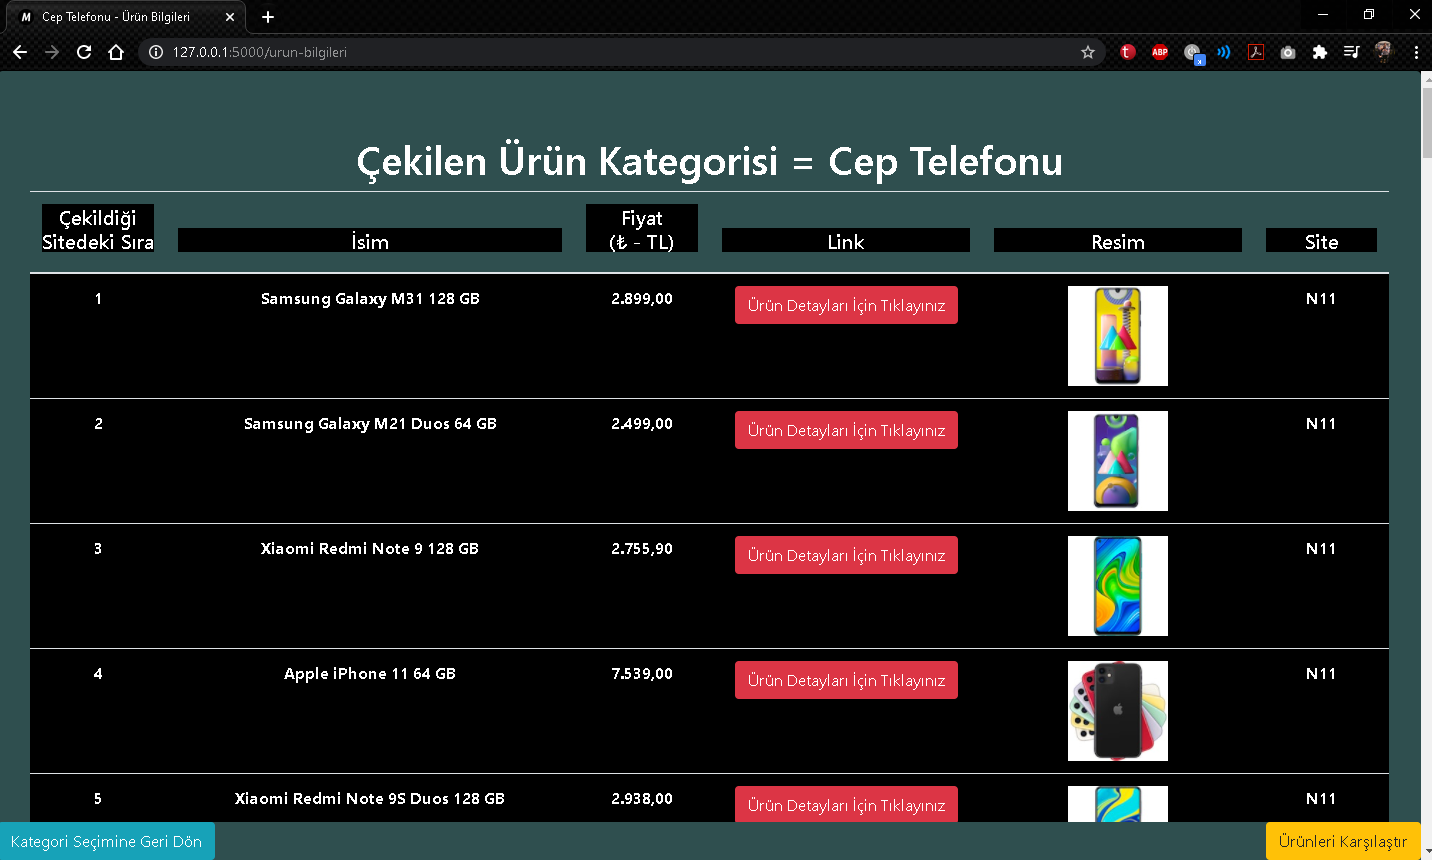 Cep Telefonu - Ürün Bilgileri
127.0.0.1:5000/urun-bilgileri
ABP
Çekilen Ürün Kategorisi = Cep Telefonu
Çekildiği
Sitedeki Sıra
İsim
Fiyat
(₺ - TL)
Link
Resim
Site
1 Samsung Galaxy M31 128 GB 2.899,00 Ürün Detayları İçin Tıklayınız N11
2 Samsung Galaxy M21 Duos 64 GB 2.499,00 Ürün Detayları İçin Tıklayınız N11
3 Xiaomi Redmi Note 9 128 GB 2.755,90 Ürün Detayları İçin Tıklayınız N11
4 Apple iPhone 11 64 GB 7.539,00 Ürün Detayları İçin Tıklayınız N11
5 Xiaomi Redmi Note 9S Duos 128 GB 2.938,00 Ürün Detayları İçin Tıklayınız N11
Kategori Seçimine Geri Dön
Ürünleri Karşılaştır